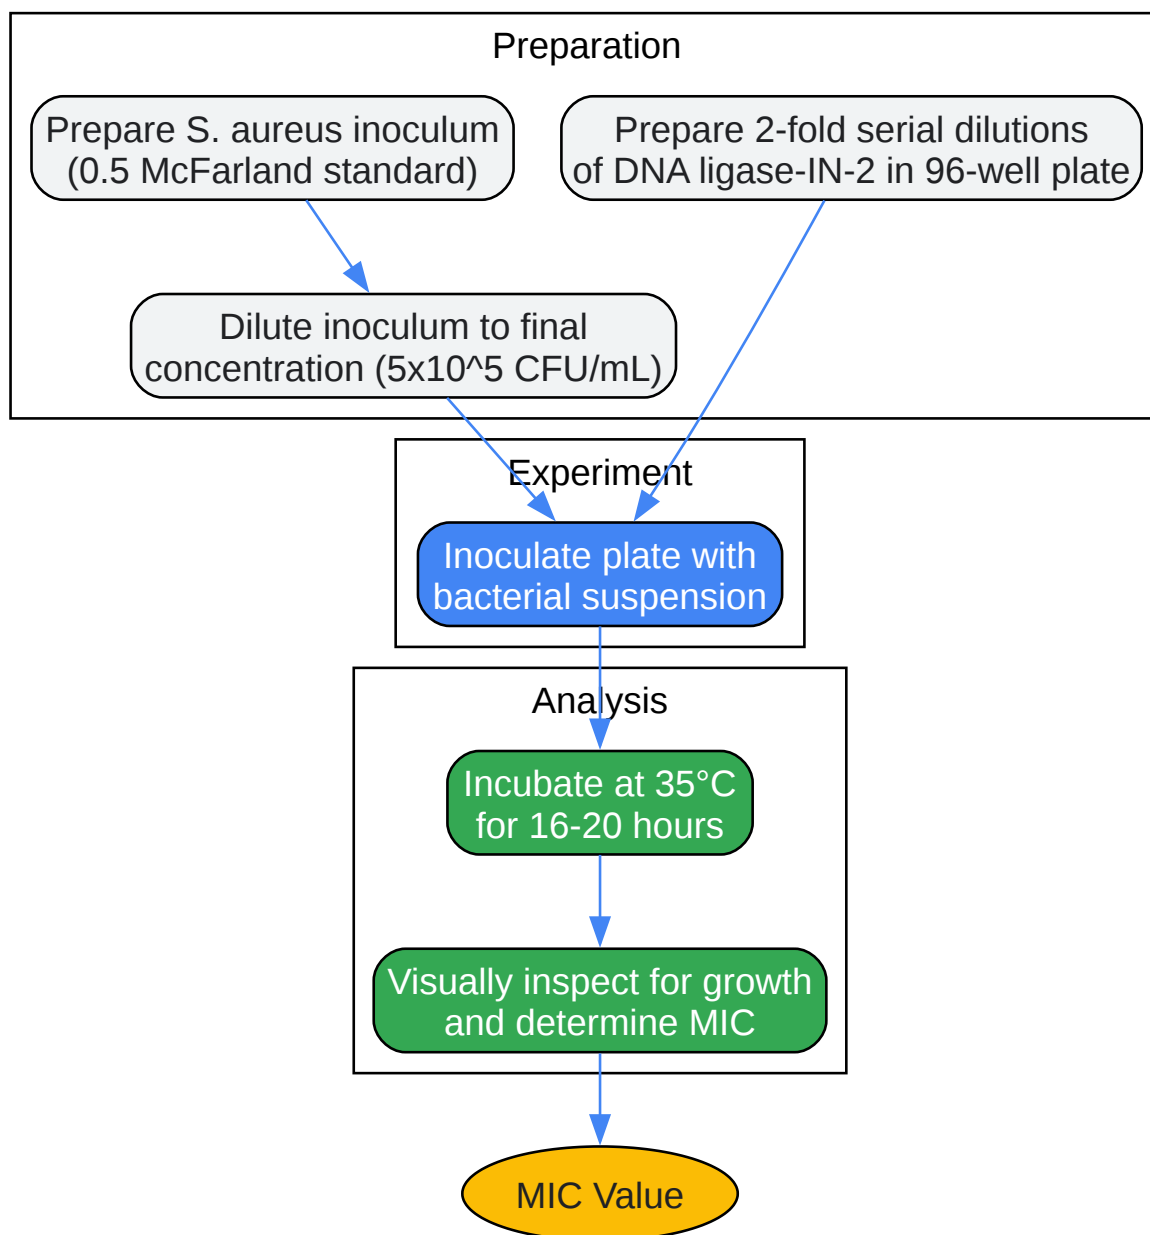 Preparation
Prepare S. aureus inoculum
(0.5 McFarland standard)
Prepare 2-fold serial dilutions
of DNA ligase-IN-2 in 96-well plate
Dilute inoculum to final
concentration (5x10^5 CFU/mL)
Experiment
Inoculate plate with
bacterial suspension
Analysis
Incubate at 35°C
for 16-20 hours
Visually inspect for growth
and determine MIC
MIC Value